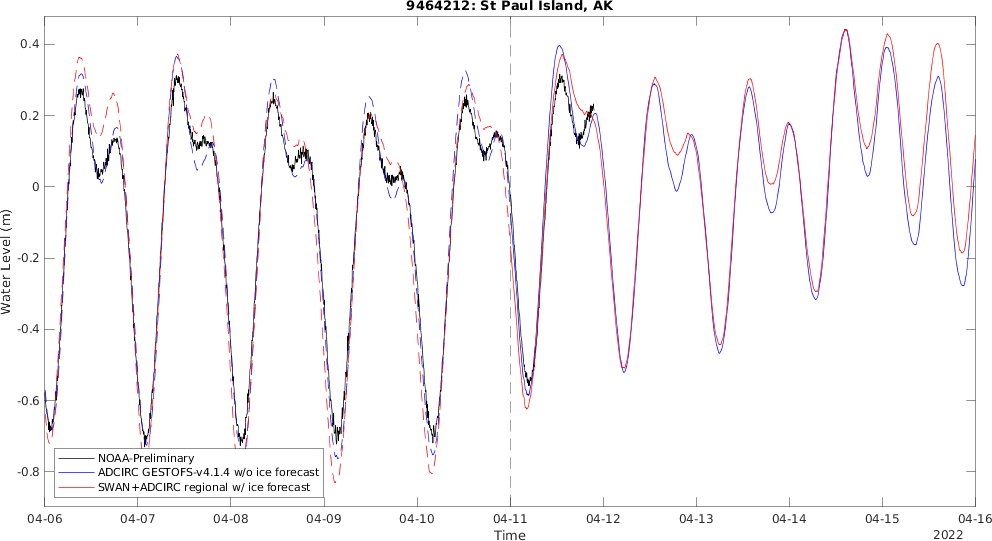 9464212: St Paul Island, AK
0.4
0.2
0
-0.2
-0.4
-0.6
-0.8
Water Level (m)
NOAA-Preliminary
ADCIRC GESTOFS-v4.1.4 w/o ice forecast
SWAN+ADCIRC regional w/ ice forecast
04-06 04-07 04-08 04-09 04-10 04-11 04-12 04-13 04-14 04-15 04-16
Time
2022